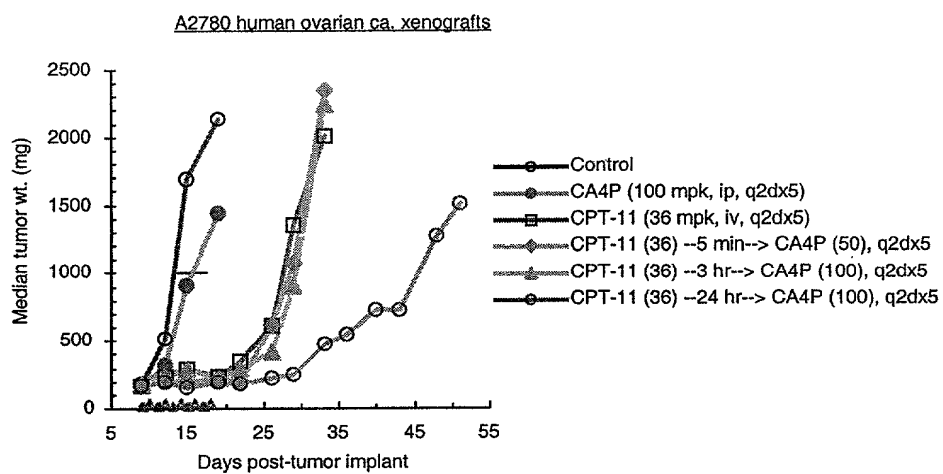 A2780 human ovarian ca. xenografts
Median tumor wt. (mg)
2500
2000
1500
1000
500
0
5
15
25
35
45
55
Days post-tumor implant
Control
CA4P (100 mpk, ip, q2dx5)
CPT-11 (36 mpk, iv, q2dx5)
CPT-11 (36) --5 min--> CA4P (50), q2dx5
CPT-11 (36) --3 hr--> CA4P (100), q2dx5
CPT-11 (36) --24 hr--> CA4P (100), q2dx5